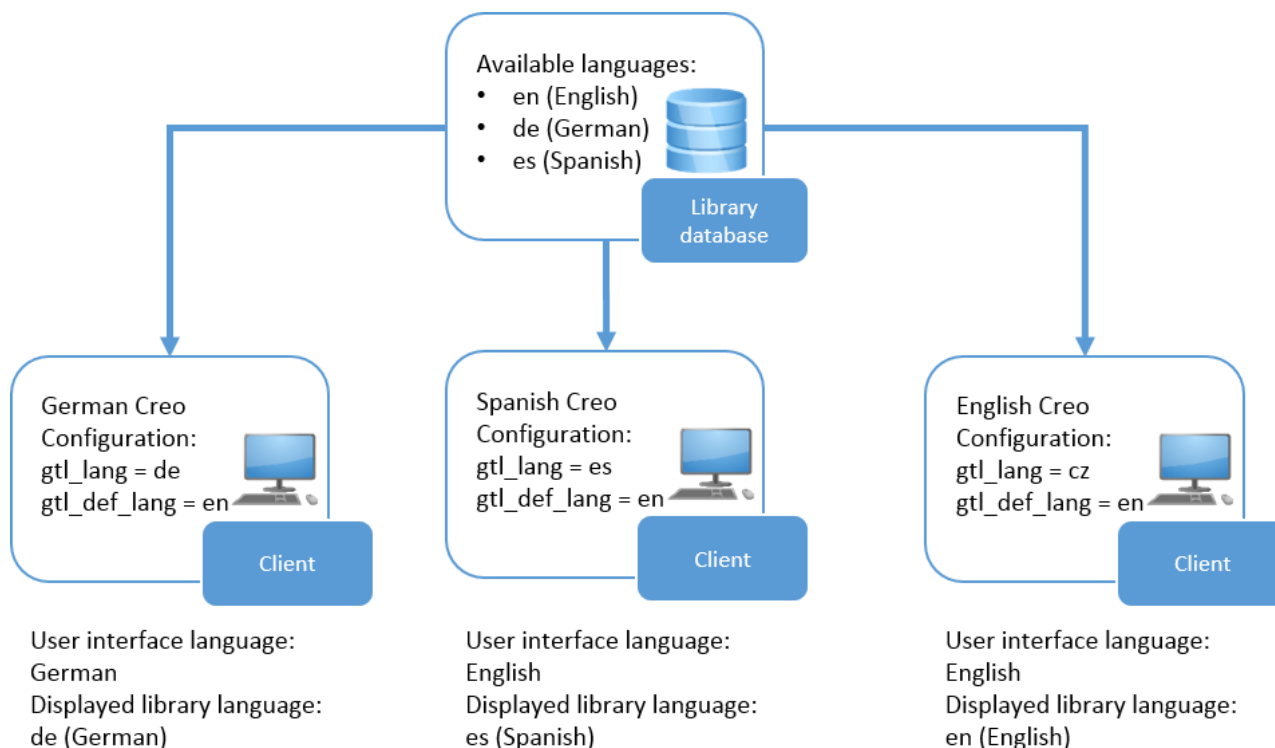 Available languages:
• en (English)
• de (German)
• es (Spanish)
Library
database
German Creo
Configuration:
gtl_lang = de
gtl_def_lang = en
Client
User interface language:
German
Displayed library language:
de (German)
Spanish Creo
Configuration:
gtl_lang = es
gtl_def_lang = en
Client
User interface language:
English
Displayed library language:
es (Spanish)
English Creo
Configuration:
gtl_lang = cz
gtl_def_lang = en
Client
User interface language:
English
Displayed library language:
en (English)